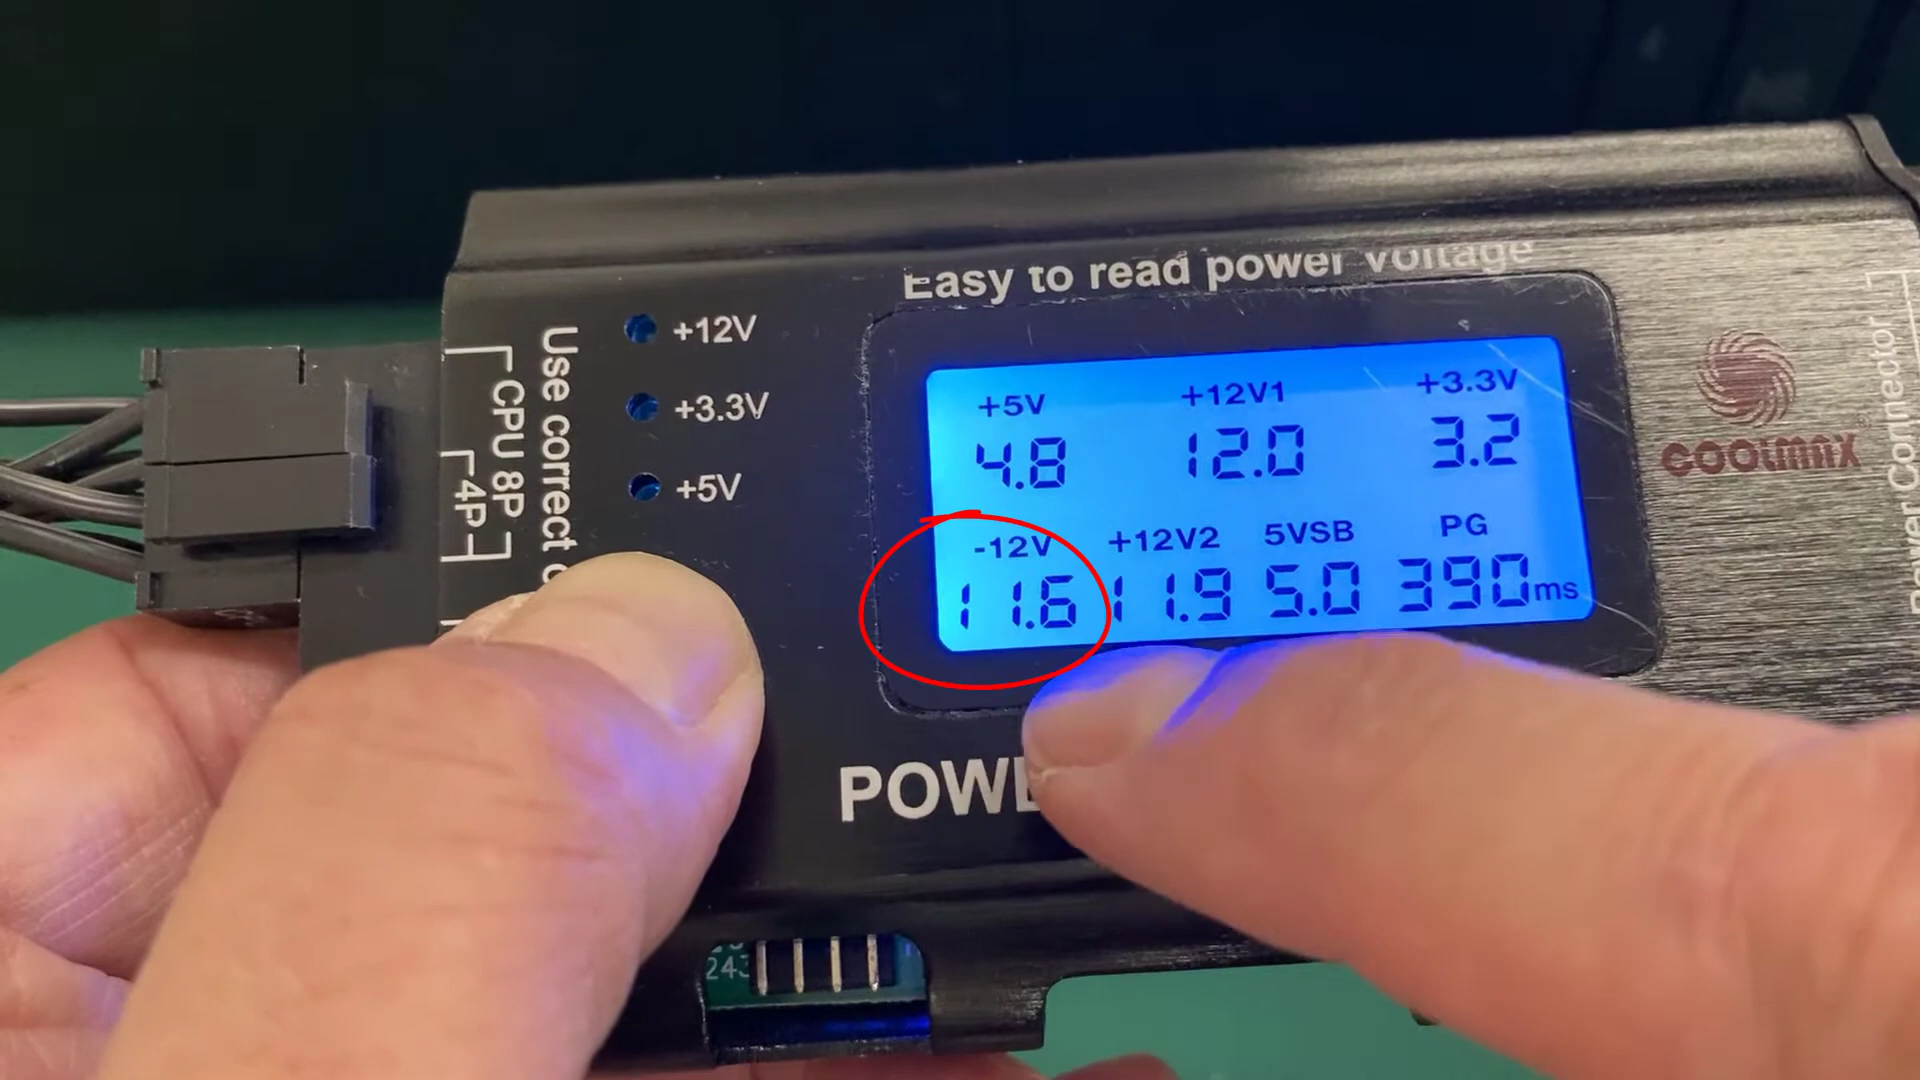 Easy to read power voltage
+12V
+3.3V
+5V
Use correct
CPU 8P
4P
+5V +12V1 +3.3V
4.8 12.0 3.2
-12V +12V2 5VSB PG
11.6 11.9 5.0 390ms
COOLMAX
Power Connector
POWE
243